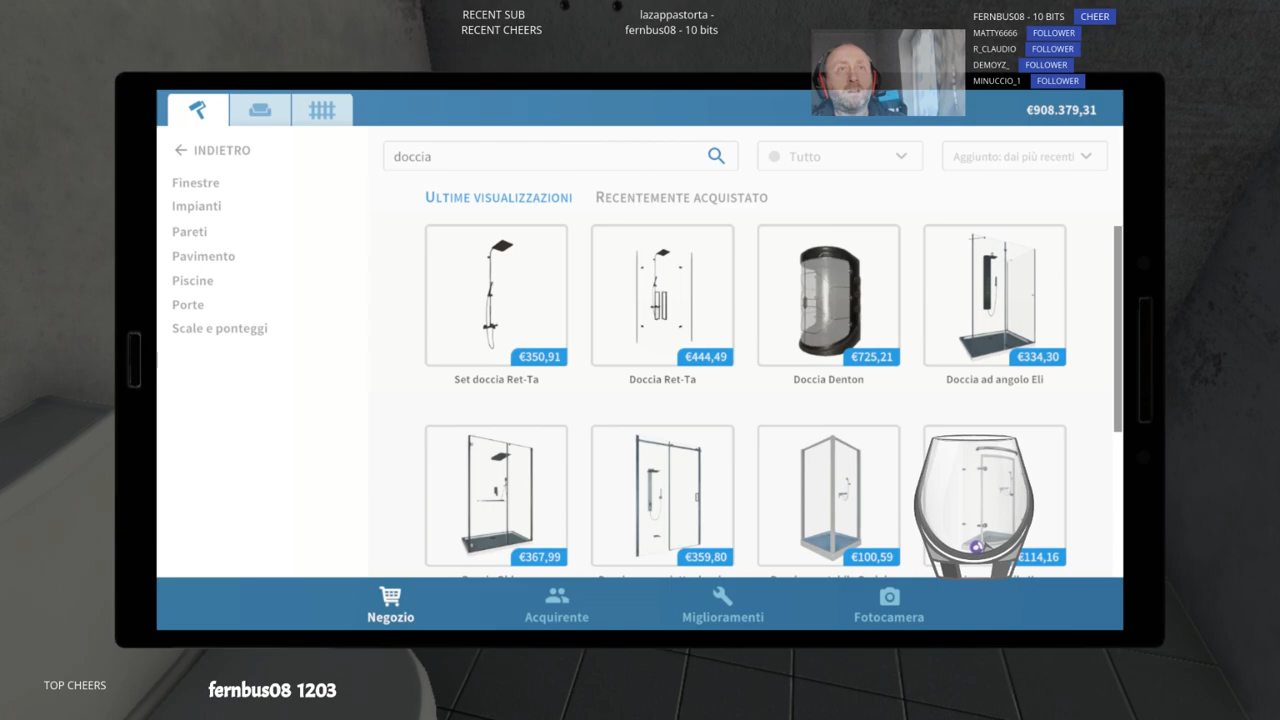 RECENT SUB
lazappastorta -
RECENT CHEERS
fernbus08 - 10 bits
FERNBUS08 - 10 BITS CHEER
MATTY6666 FOLLOWER
R_CLAUDIO FOLLOWER
DEMOYZ_ FOLLOWER
MINUCCIO_1 FOLLOWER
€908.379,31
INDIETRO
Finestre
Impianti
Pareti
Pavimento
Piscine
Porte
Scale e ponteggi
doccia
Tutto
Aggiunto: dai più recenti
ULTIME VISUALIZZAZIONI
RECENTEMENTE ACQUISTATO
€350,91
€444,49
€725,21
€334,30
Set doccia Ret-Ta
Doccia Ret-Ta
Doccia Denton
Doccia ad angolo Eli
€367,99
€359,80
€100,59
€114,16
Negozio
Acquirente
Miglioramenti
Fotocamera
TOP CHEERS
fernbus08 1203